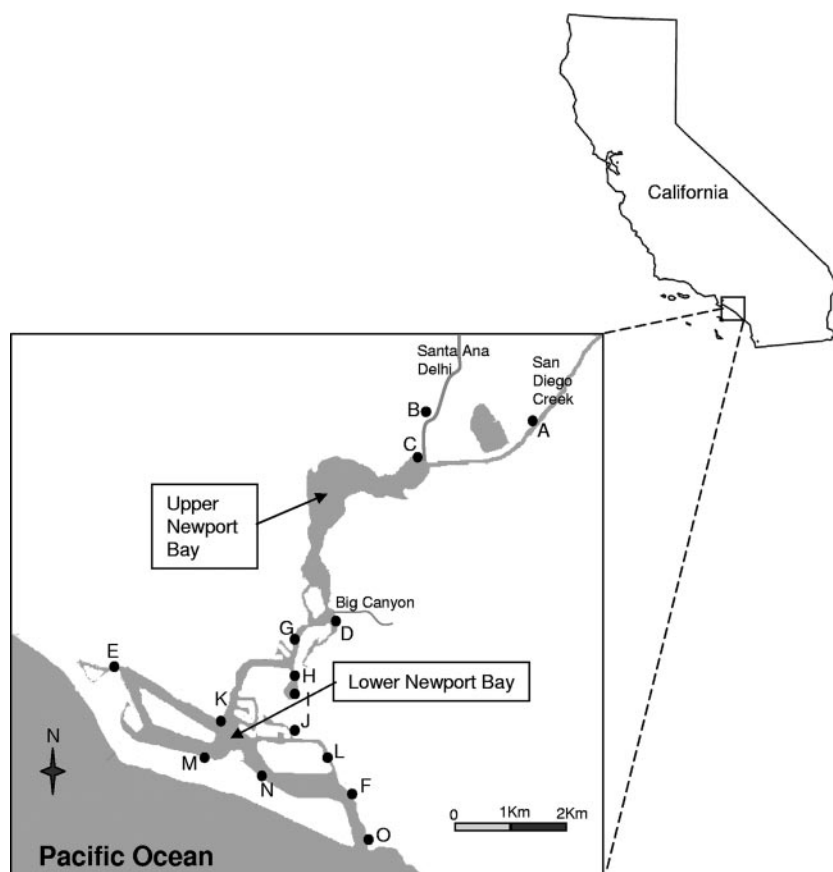 California
Santa Ana
Delhi
San
Diego
Creek
B
A
C
Upper
Newport
Bay
Big Canyon
G
D
E
H
Lower Newport Bay
I
K
J
N
M
L
N
F
0
1Km
2Km
O
Pacific Ocean